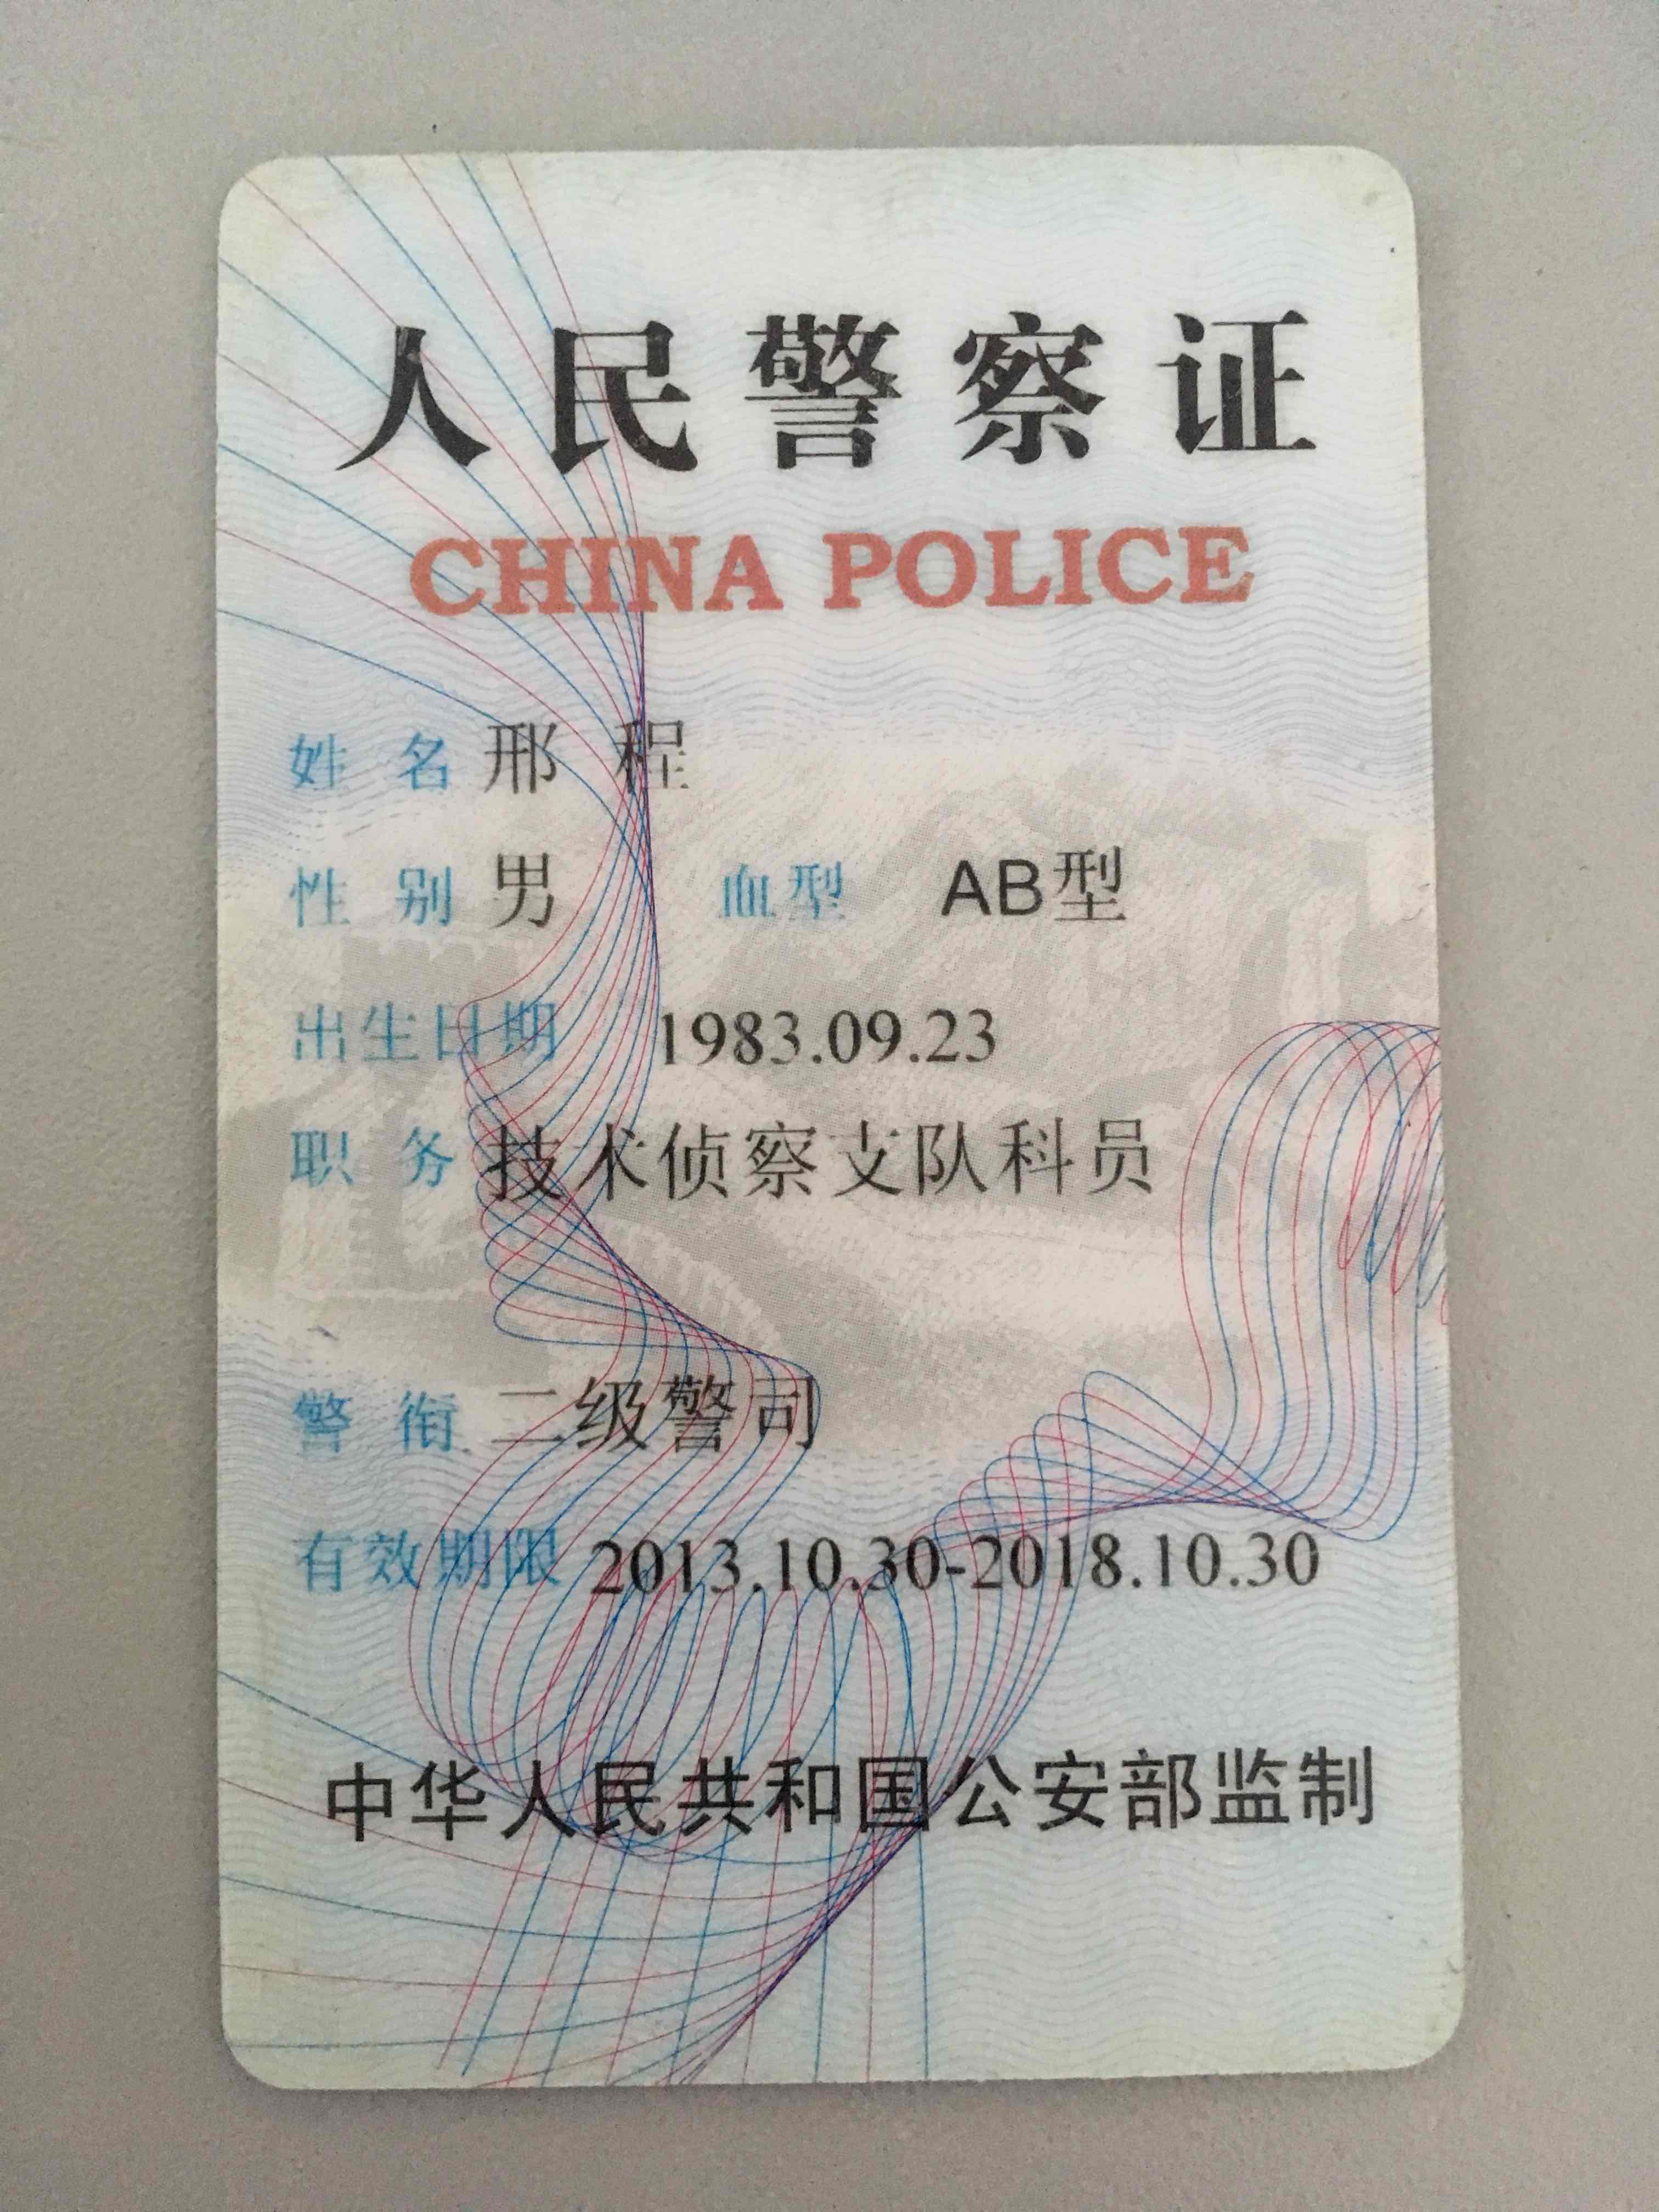 人民警察证
CHINA POLICE
姓名 邢程
性别 男 血型 AB型
出生日期 1983.09.23
职务 技术侦察支队科员
警衔 二级警司
有效期限 2013.10.30-2018.10.30
中华人民共和国公安部监制